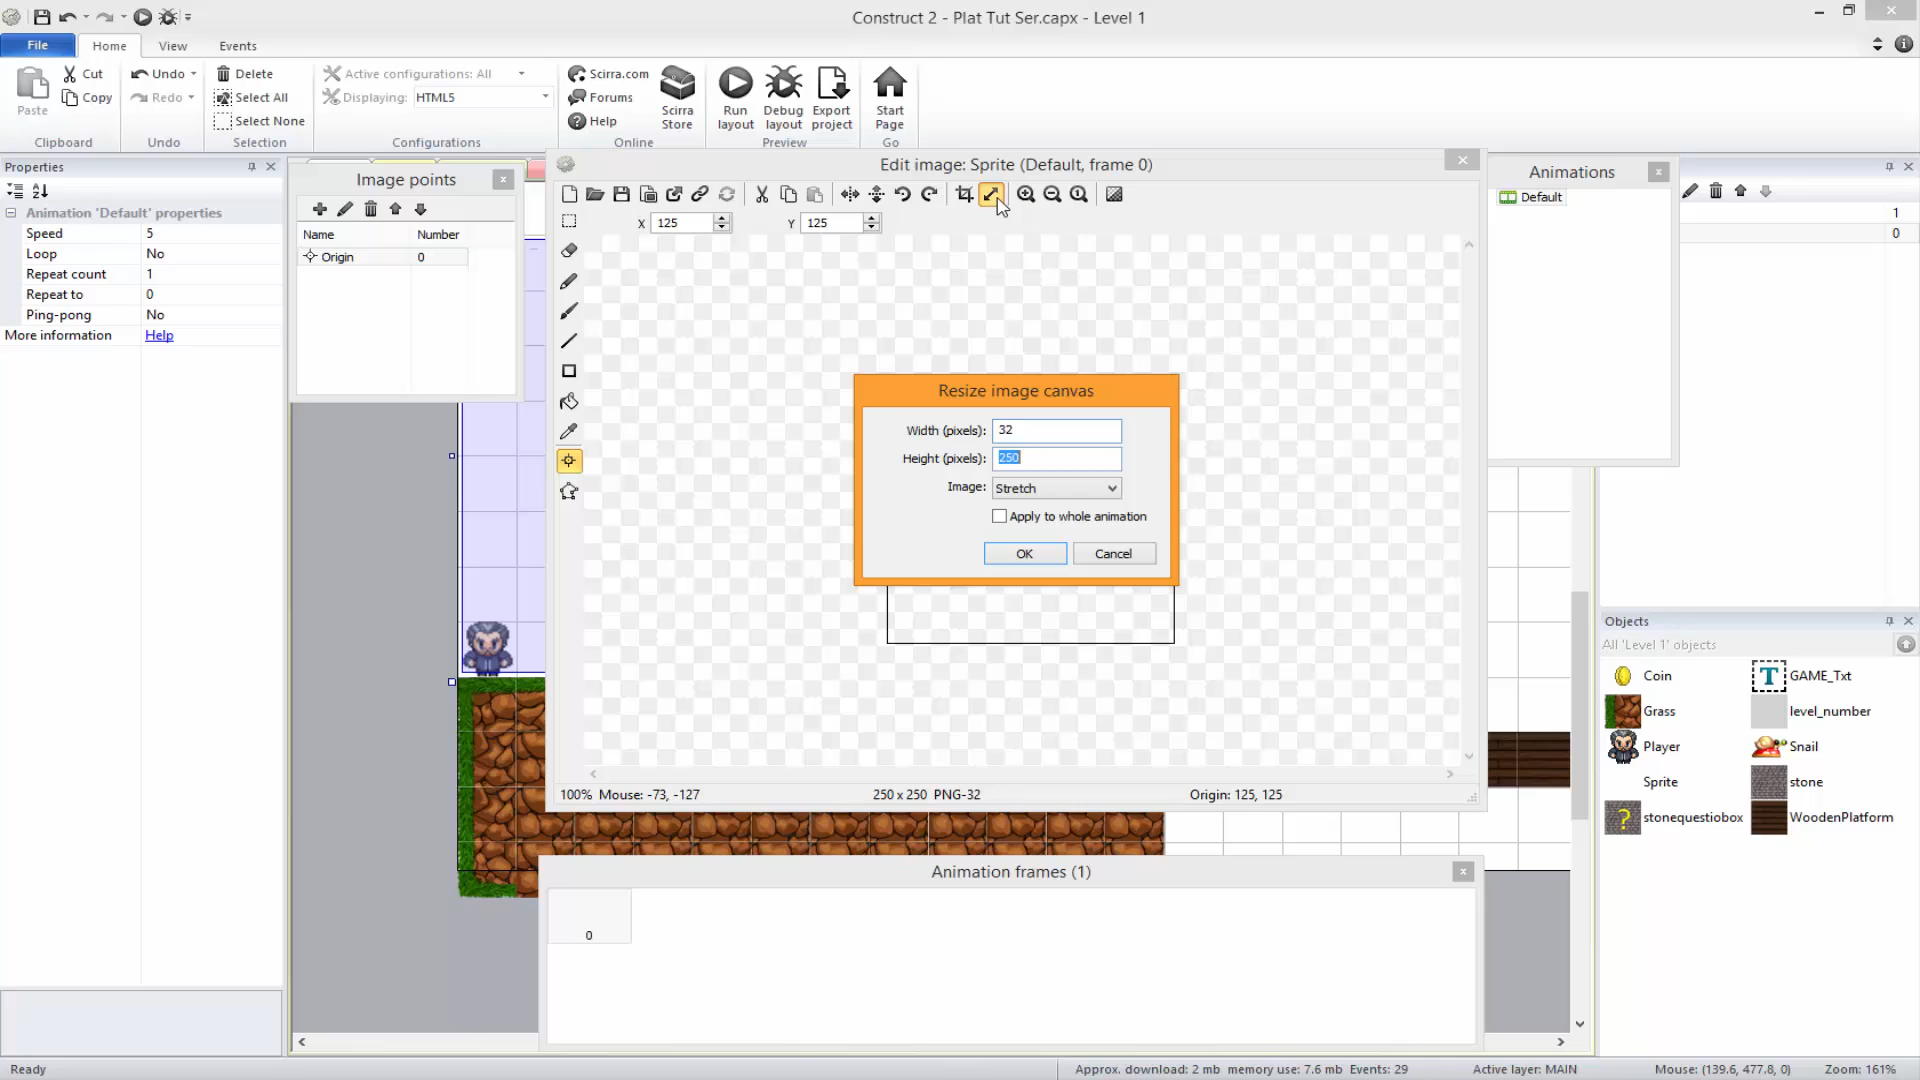 Construct 2 - Plat Tut Ser.capx - Level 1
File Home View Events
Paste
Cut
Copy
Clipboard
Undo
Redo
Undo
Delete
Select All
Select None
Selection
Active configurations: All
Displaying: HTML5
Configurations
Scirra.com
Forums
Help
Scirra Store
Online
Run layout
Debug layout
Export project
Preview
Start Page
Go
Properties
Animation 'Default' properties
Speed 5
Loop No
Repeat count 1
Repeat to 0
Ping-pong No
More information Help
Image points
Name Number
Origin 0
Edit image: Sprite (Default, frame 0)
X 125 Y 125
Resize image canvas
Width (pixels): 32
Height (pixels): 250
Image: Stretch
Apply to whole animation
OK Cancel
100% Mouse: -73, -127 250 x 250 PNG-32 Origin: 125, 125
Animation frames (1)
0
Animations
Default
1
0
Objects
All 'Level 1' objects
Coin GAME_Txt
Grass level_number
Player Snail
Sprite stone
stonequestiobox WoodenPlatform
Ready
Approx. download: 2 mb memory use: 7.6 mb Events: 29 Active layer: MAIN Mouse: (139.6, 477.8, 0) Zoom: 161%